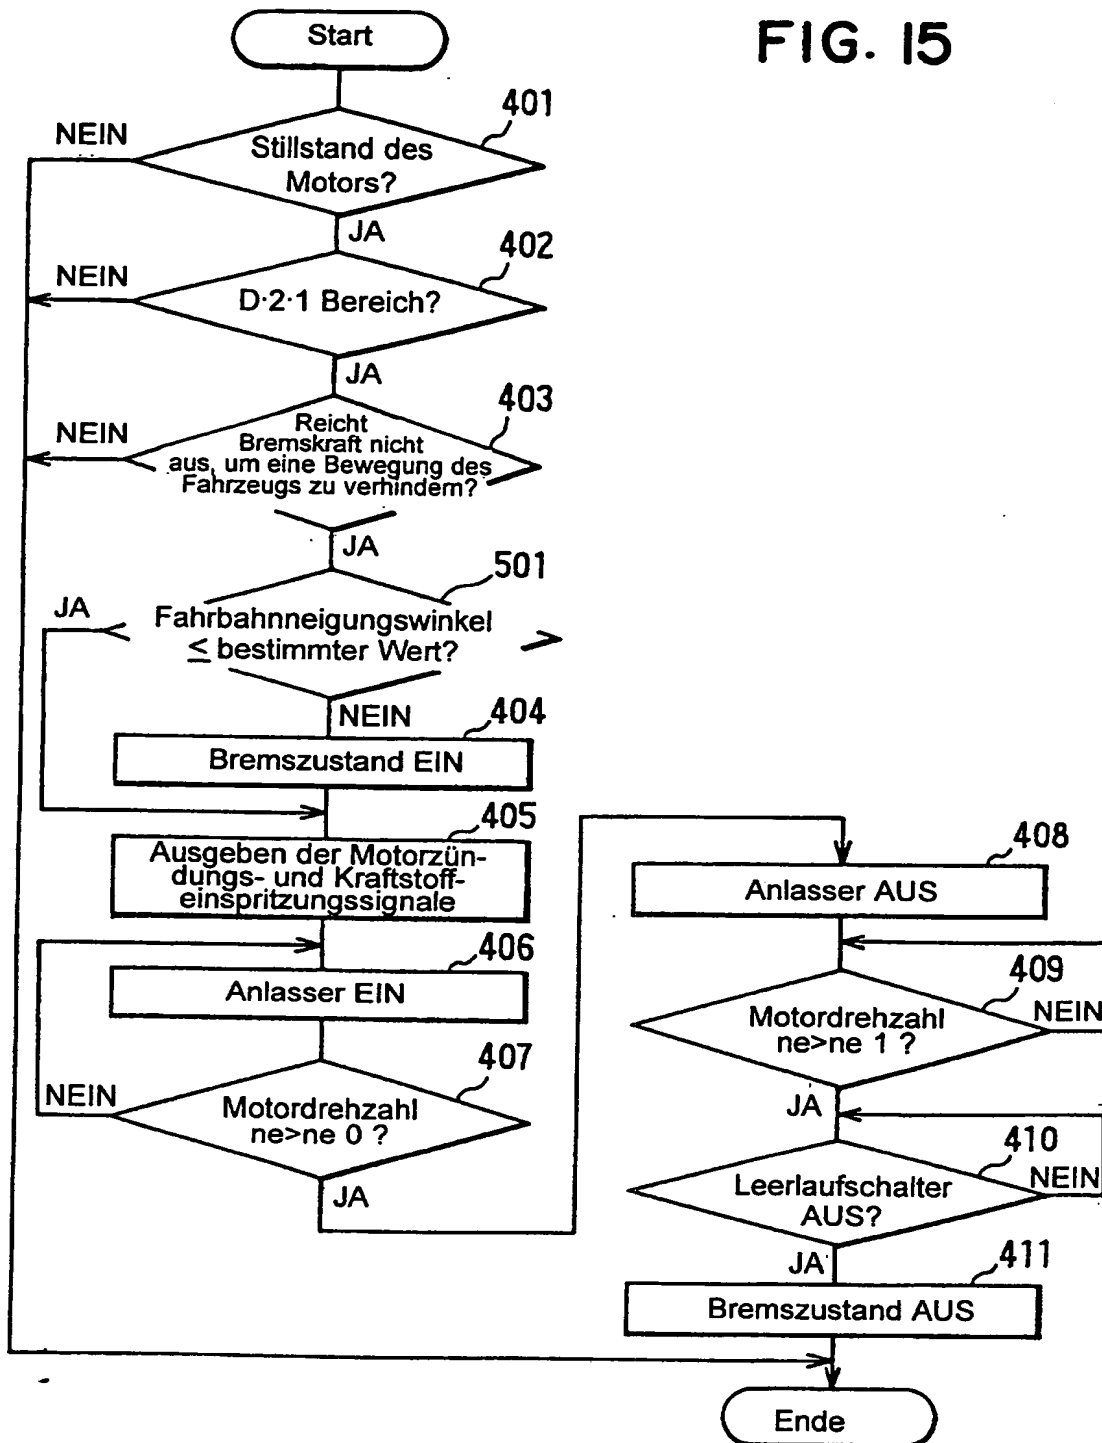 FIG. 15
Start
401
NEIN
Stillstand des
Motors?
JA
402
NEIN
D·2·1 Bereich?
JA
403
NEIN
Reicht
Bremskraft nicht
aus, um eine Bewegung des
Fahrzeugs zu verhindern?
JA
501
JA
Fahrbahnneigungswinkel
≤ bestimmter Wert?
NEIN
404
Bremszustand EIN
405
Ausgeben der Motorzün-
dungs- und Kraftstoff-
einspritzungssignale
406
Anlasser EIN
407
NEIN
Motordrehzahl
ne>ne 0 ?
JA
408
Anlasser AUS
409
NEIN
Motordrehzahl
ne>ne 1 ?
JA
410
NEIN
Leerlaufschalter
AUS?
JA
411
Bremszustand AUS
Ende